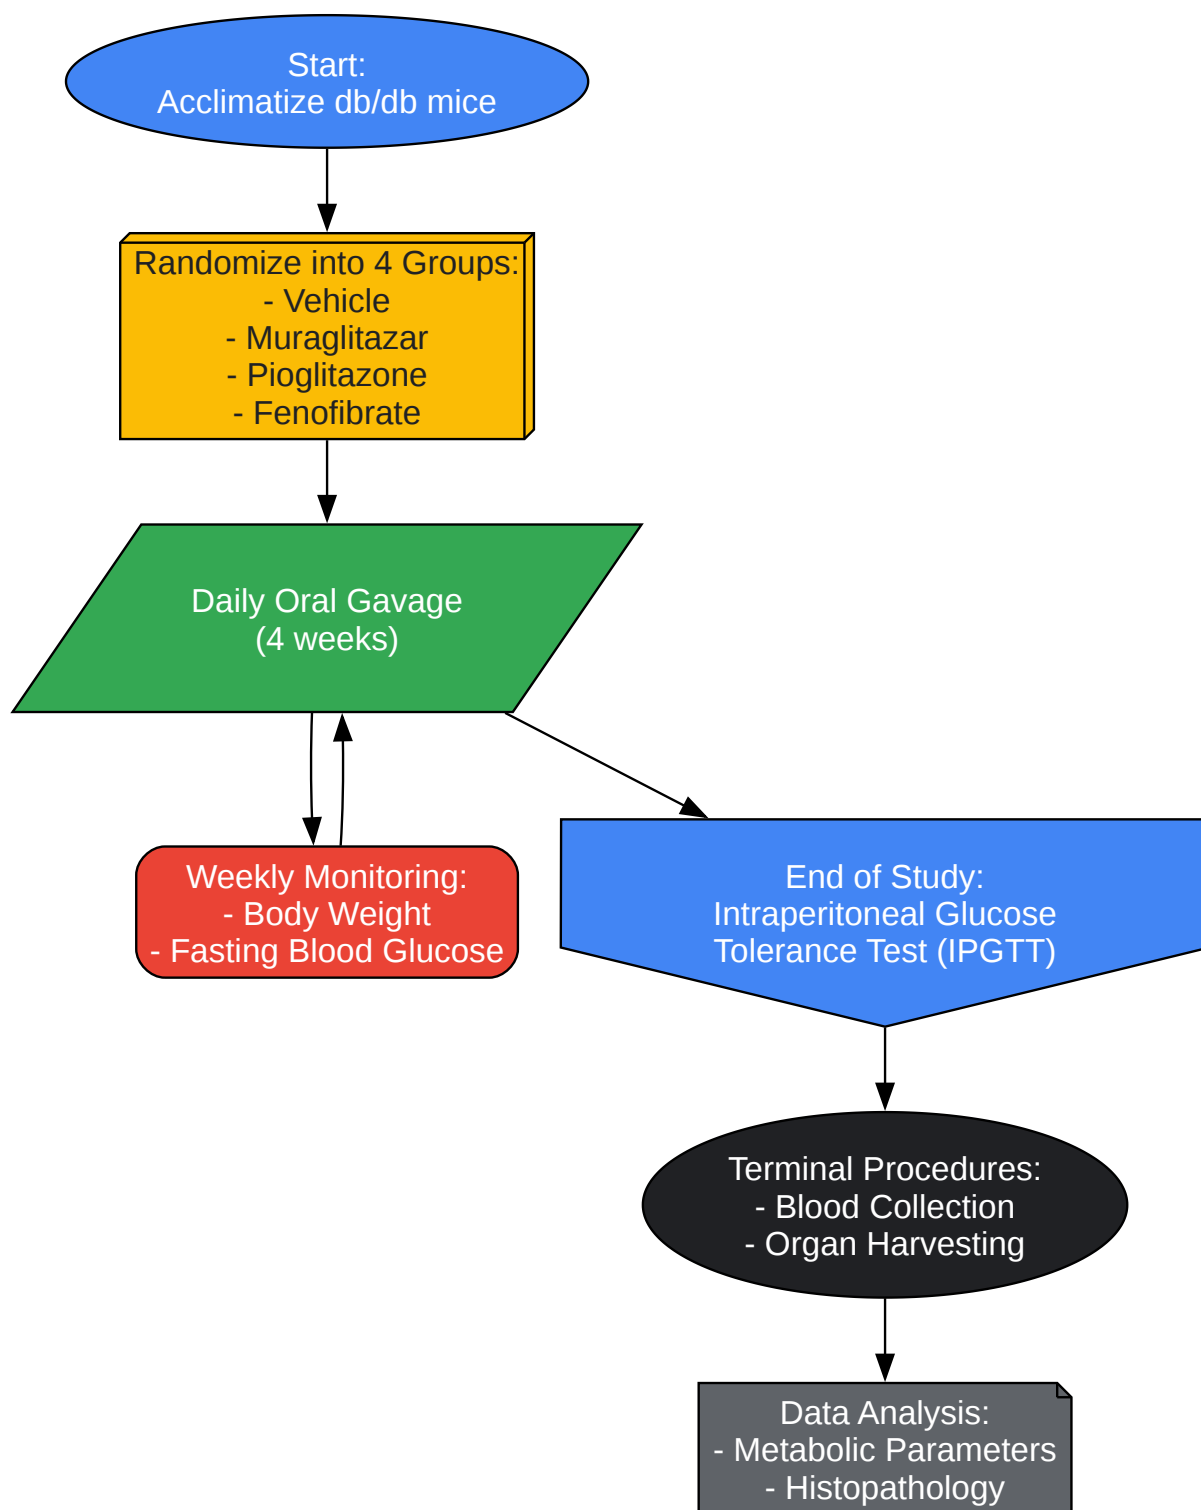 Start:
Acclimatize db/db mice
Randomize into 4 Groups:
- Vehicle
- Muraglitazar
- Pioglitazone
- Fenofibrate
Daily Oral Gavage
(4 weeks)
Weekly Monitoring:
- Body Weight
- Fasting Blood Glucose
End of Study:
Intraperitoneal Glucose
Tolerance Test (IPGTT)
Terminal Procedures:
- Blood Collection
- Organ Harvesting
Data Analysis:
- Metabolic Parameters
- Histopathology